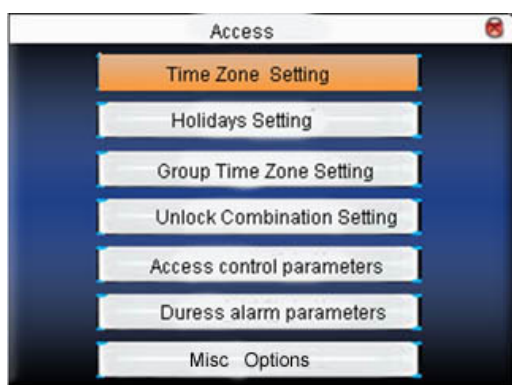 Access
Time Zone Setting
Holidays Setting
Group Time Zone Setting
Unlock Combination Setting
Access control parameters
Duress alarm parameters
Misc Options